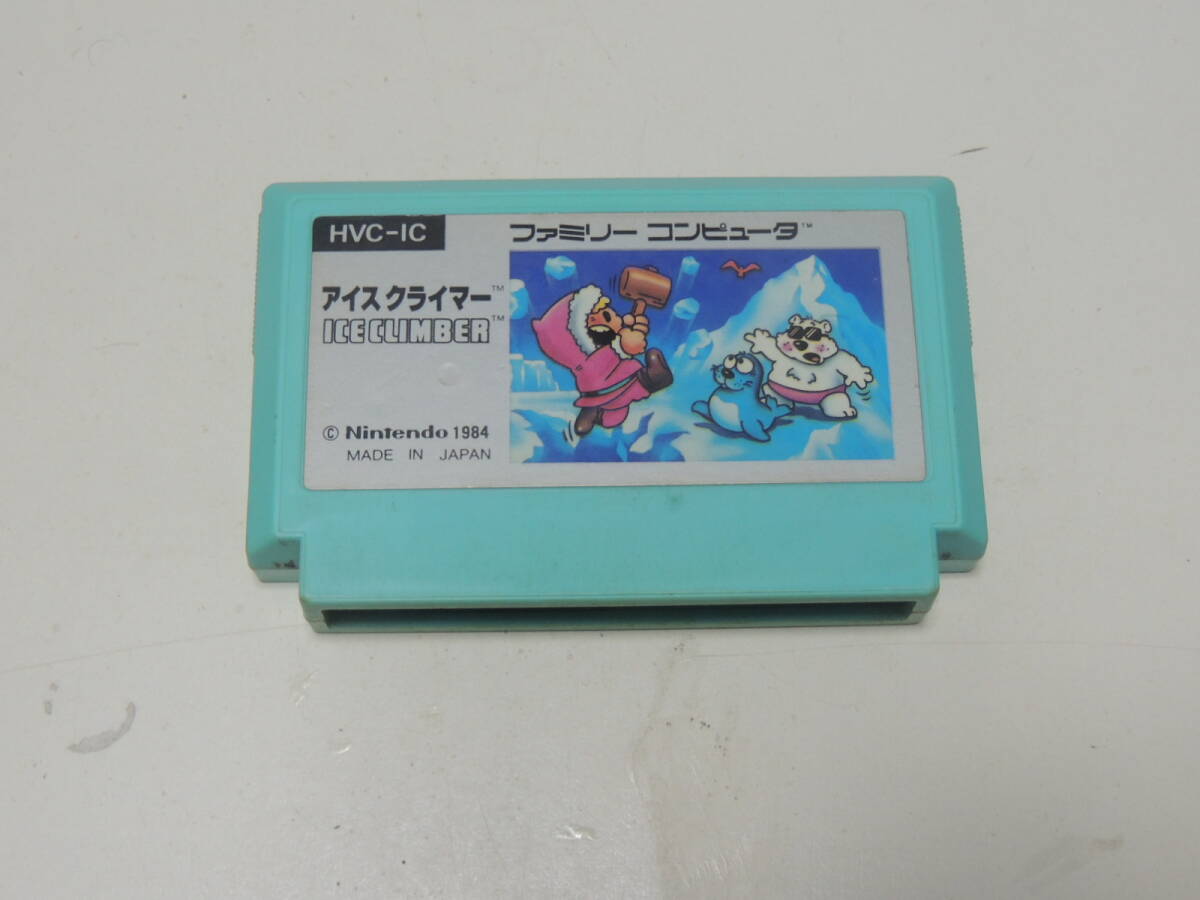 HVC-IC
ファミリー コンピュータ™
アイスクライマー™
ICE CLIMBER™
© Nintendo 1984
MADE IN JAPAN